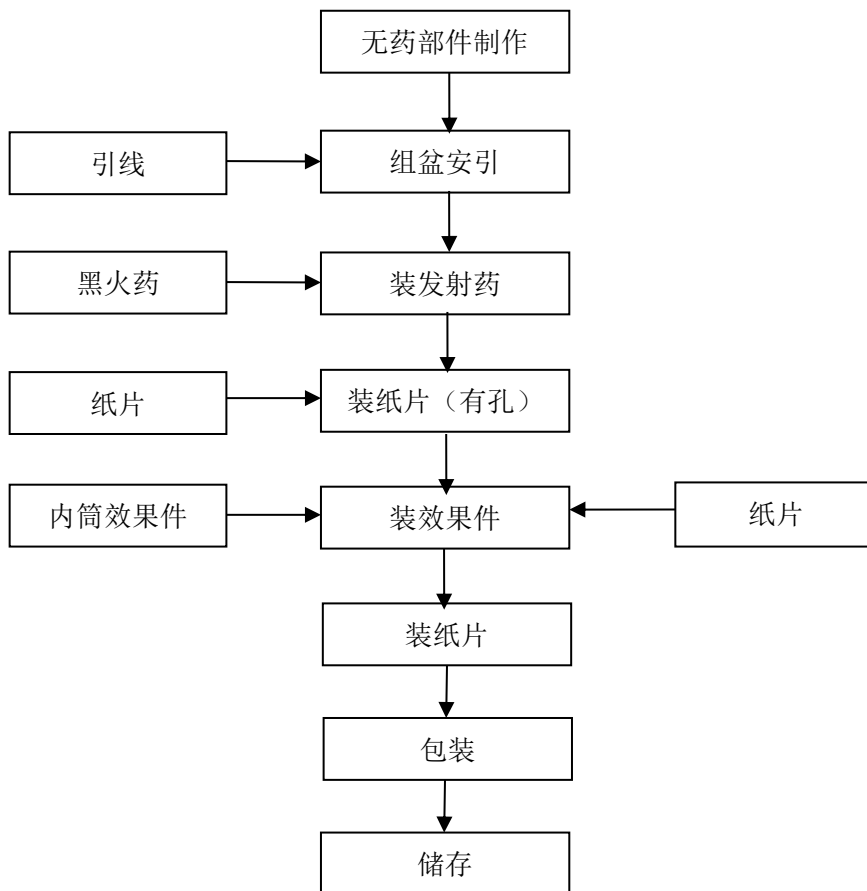 无药部件制作
引线
组盆安引
黑火药
装发射药
纸片
装纸片（有孔）
内筒效果件
装效果件
纸片
装纸片
包装
储存